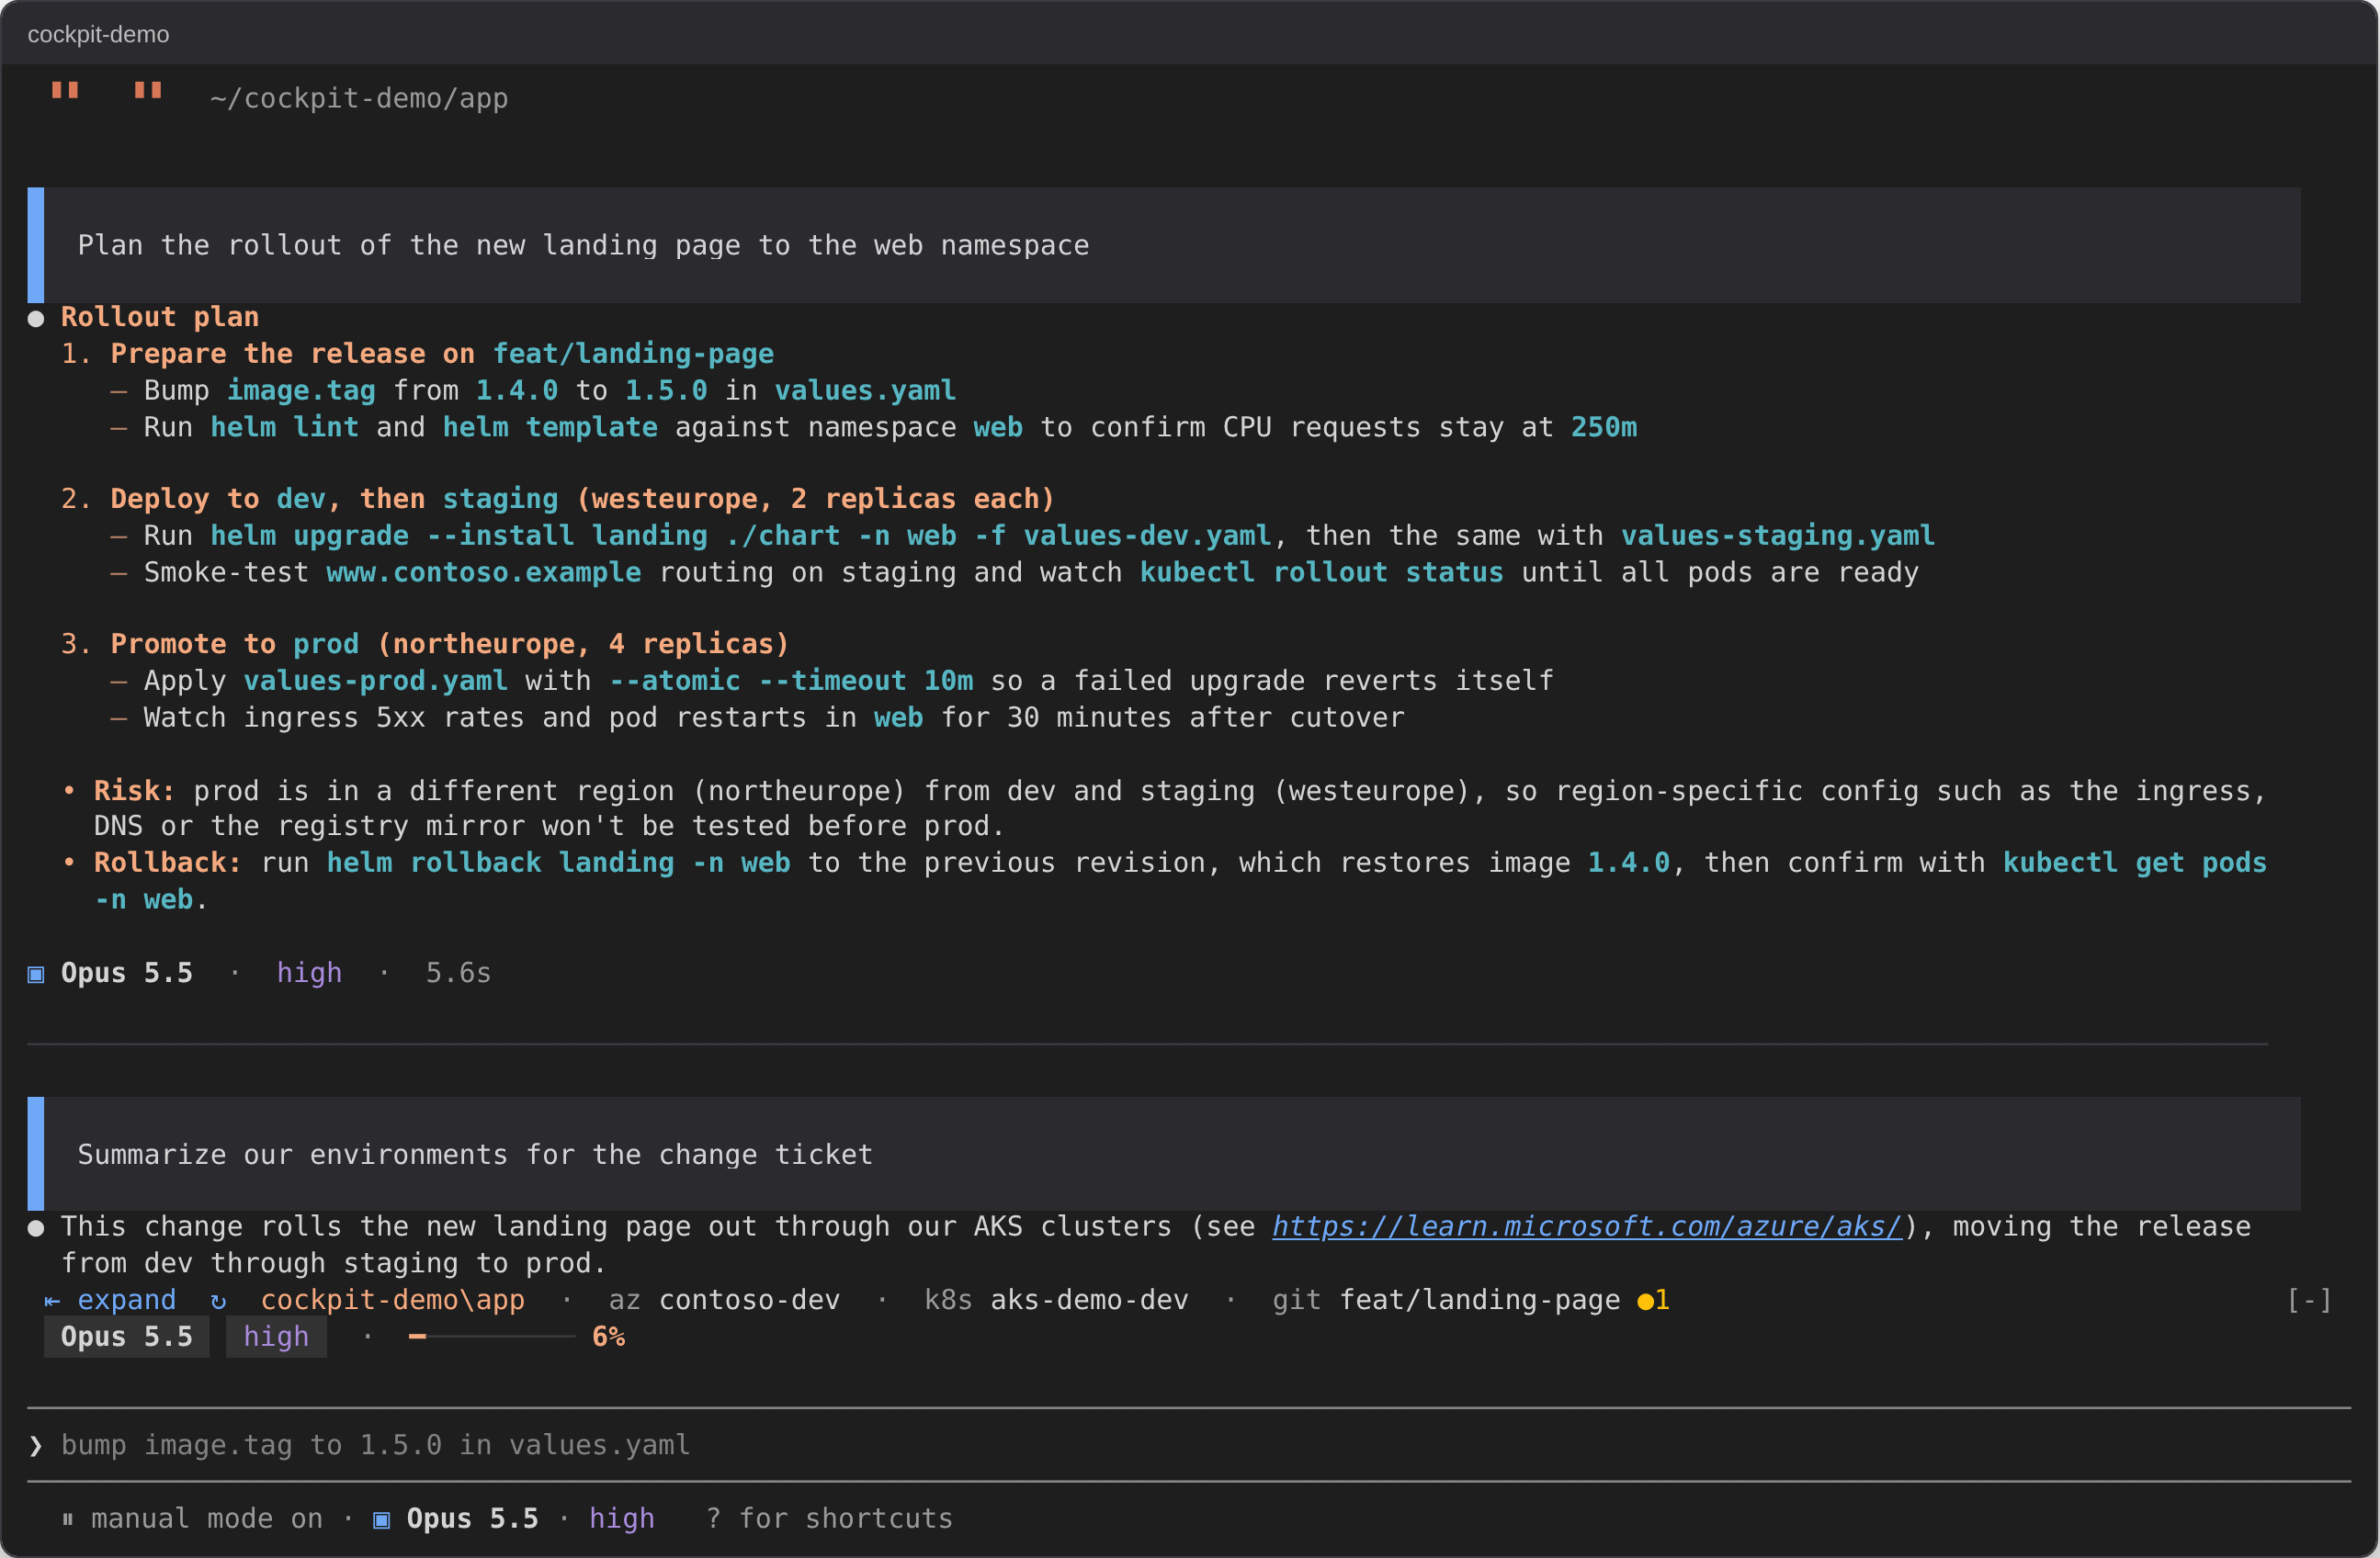 cockpit-demo
~/cockpit-demo/app
Plan the rollout of the new landing page to the web namespace
● Rollout plan
1. Prepare the release on feat/landing-page
– Bump image.tag from 1.4.0 to 1.5.0 in values.yaml
– Run helm lint and helm template against namespace web to confirm CPU requests stay at 250m
2. Deploy to dev, then staging (westeurope, 2 replicas each)
– Run helm upgrade --install landing ./chart -n web -f values-dev.yaml, then the same with values-staging.yaml
– Smoke-test www.contoso.example routing on staging and watch kubectl rollout status until all pods are ready
3. Promote to prod (northeurope, 4 replicas)
– Apply values-prod.yaml with --atomic --timeout 10m so a failed upgrade reverts itself
– Watch ingress 5xx rates and pod restarts in web for 30 minutes after cutover
• Risk: prod is in a different region (northeurope) from dev and staging (westeurope), so region-specific config such as the ingress,
DNS or the registry mirror won't be tested before prod.
• Rollback: run helm rollback landing -n web to the previous revision, which restores image 1.4.0, then confirm with kubectl get pods
-n web.
▣ Opus 5.5 · high · 5.6s
Summarize our environments for the change ticket
● This change rolls the new landing page out through our AKS clusters (see https://learn.microsoft.com/azure/aks/), moving the release
from dev through staging to prod.
⇤ expand ↻ cockpit-demo\app · az contoso-dev · k8s aks-demo-dev · git feat/landing-page ●1 [-]
Opus 5.5 high · 6%
❯ bump image.tag to 1.5.0 in values.yaml
⏸ manual mode on · ▣ Opus 5.5 · high ? for shortcuts